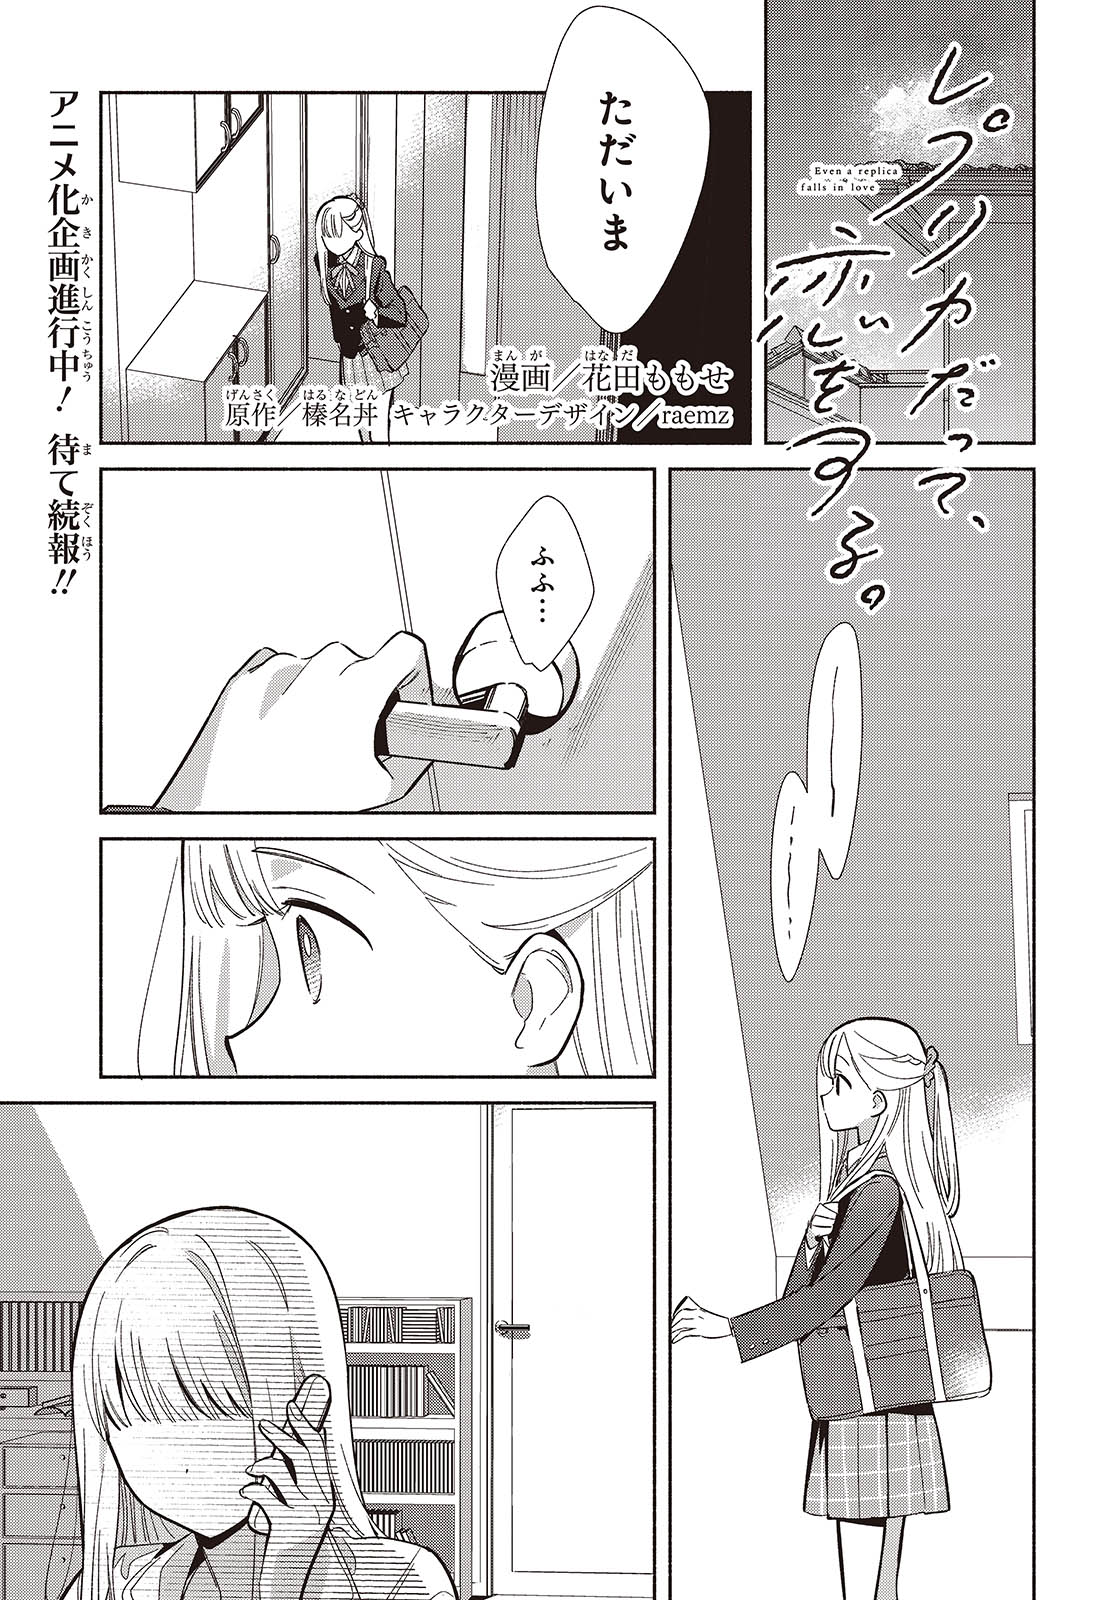 レプリカだって、
恋をする。
Even a replica
falls in love
ただいま
漫画／花田ももせ
原作／榛名丼 キャラクターデザイン／raemz
ふふ…
アニメ化企画進行中！ 待て続報!!